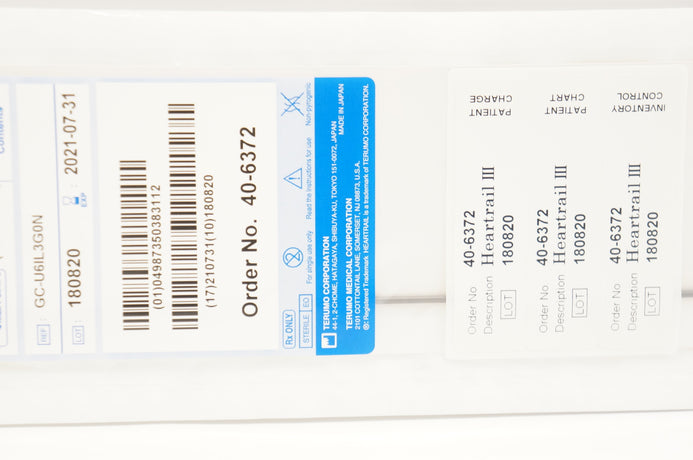 Contents
REF : GC-U6IL3G0N
LOT : 180820
EXP : 2021-07-31
(01)04987350383112
(17)210731(10)180820
Order No. 40-6372
Rx ONLY
STERILE EO
For single use only
Read the instructions for use
Non-pyrogenic
TERUMO CORPORATION
44-1, 2-CHOME, HATAGAYA, SHIBUYA-KU, TOKYO 151-0072, JAPAN
MADE IN JAPAN
TERUMO MEDICAL CORPORATION
2101 COTTONTAIL LANE, SOMERSET, NJ 08873, U.S.A.
®: Registered Trademark HEARTRAIL is a trademark of TERUMO CORPORATION.
PATIENT
CHARGE
Order No 40-6372
Description Heartrail III
LOT 180820
PATIENT
CHART
Order No 40-6372
Description Heartrail III
LOT 180820
INVENTORY
CONTROL
Order No 40-6372
Description Heartrail III
LOT 180820